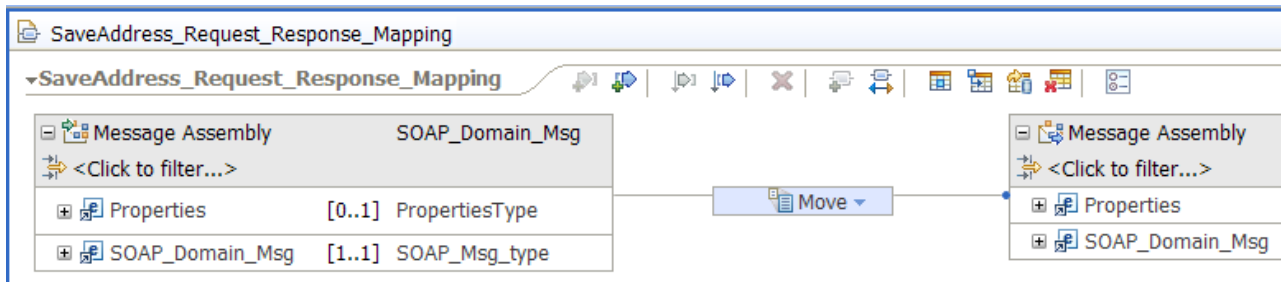 SaveAddress_Request_Response_Mapping
SaveAddress_Request_Response_Mapping
Message Assembly SOAP_Domain_Msg
<Click to filter...>
Properties [0..1] PropertiesType
SOAP_Domain_Msg [1..1] SOAP_Msg_type
Move
Message Assembly
<Click to filter...>
Properties
SOAP_Domain_Msg